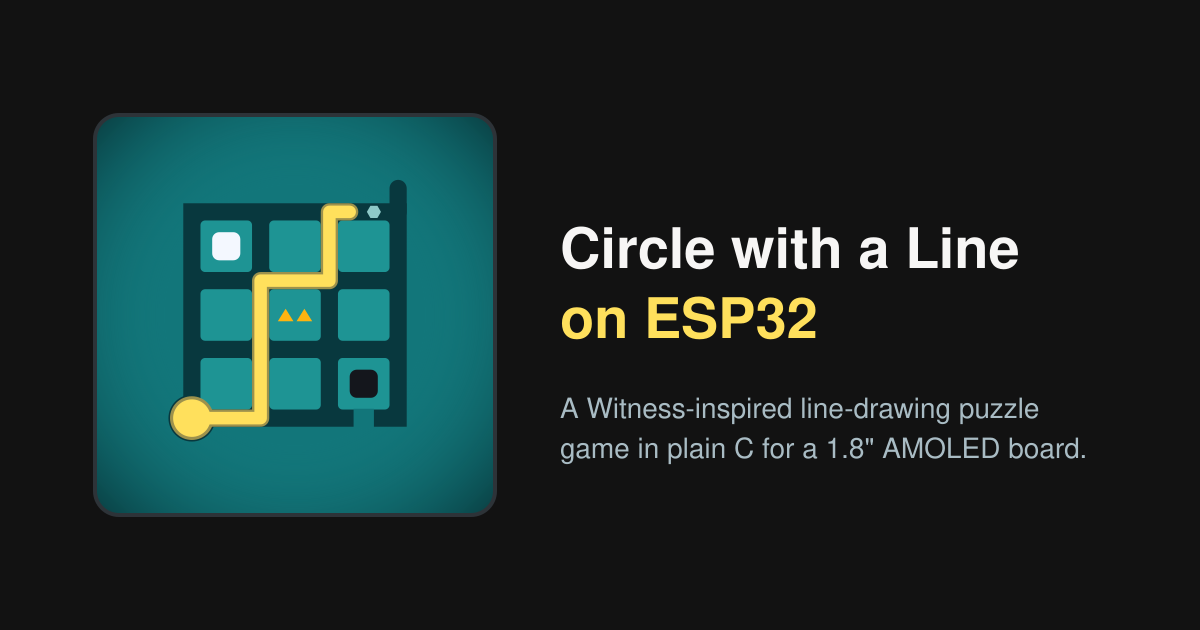 Circle with a Line
on ESP32
A Witness-inspired line-drawing puzzle
game in plain C for a 1.8" AMOLED board.